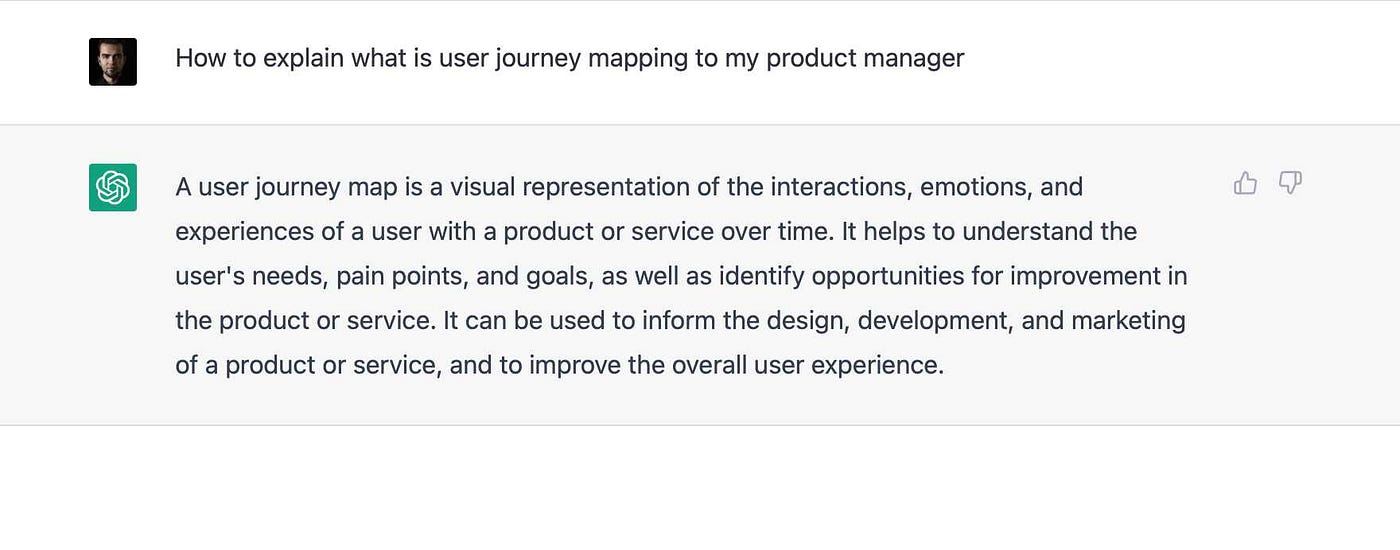 How to explain what is user journey mapping to my product manager
A user journey map is a visual representation of the interactions, emotions, and
experiences of a user with a product or service over time. It helps to understand the
user's needs, pain points, and goals, as well as identify opportunities for improvement in
the product or service. It can be used to inform the design, development, and marketing
of a product or service, and to improve the overall user experience.